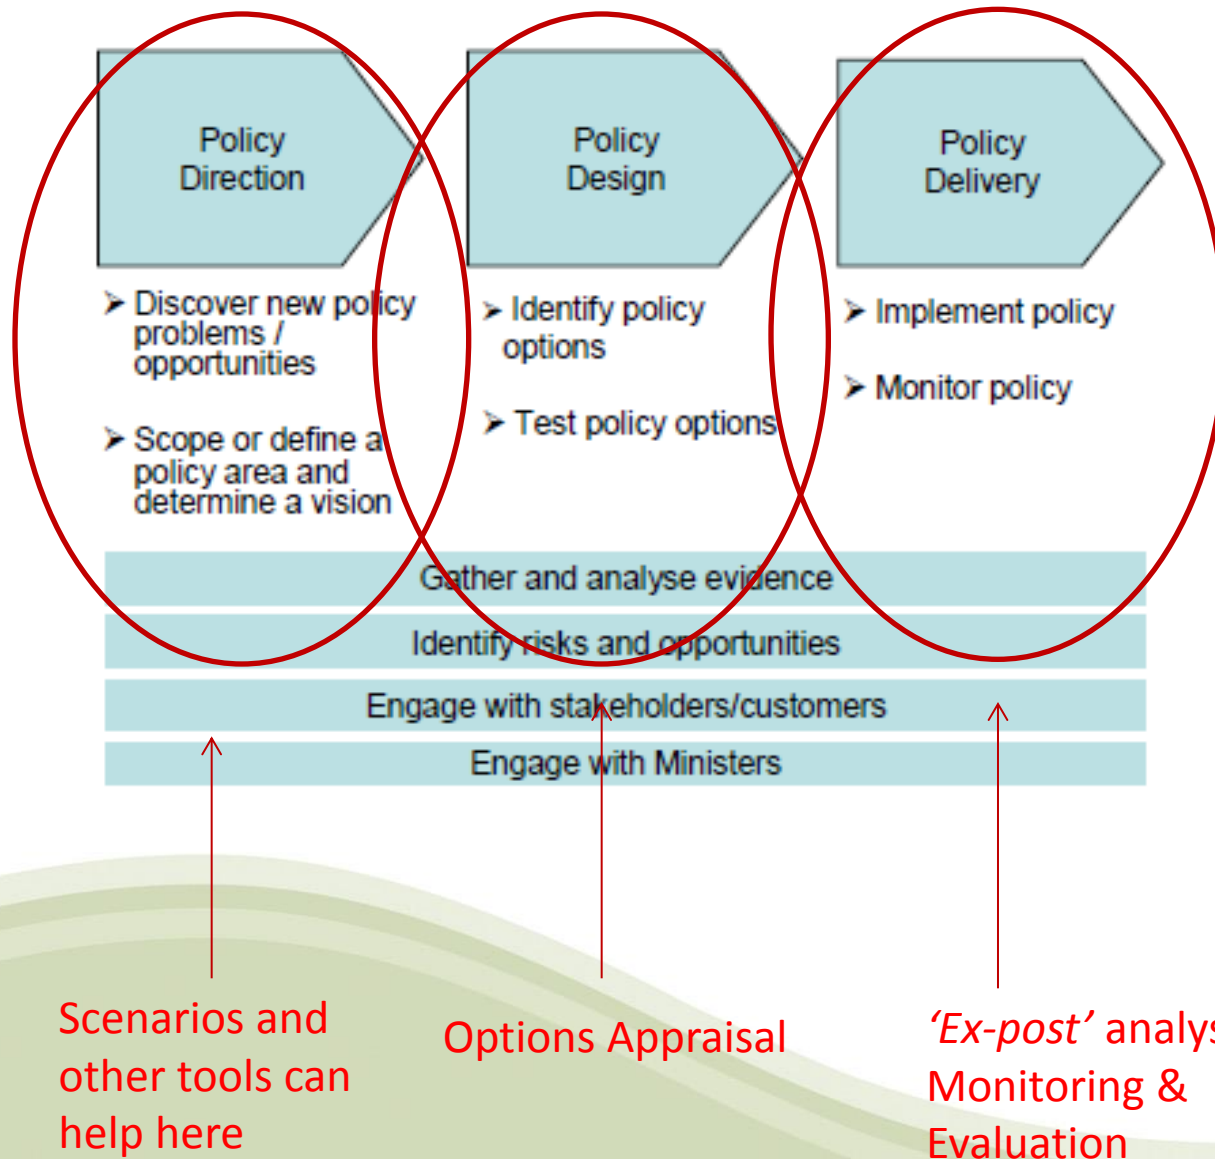 Policy
Direction
Policy
Design
Policy
Delivery
➤ Discover new policy
problems /
opportunities
➤ Scope or define a
policy area and
determine a vision
➤ Identify policy
options
➤ Test policy options
➤ Implement policy
➤ Monitor policy
Gather and analyse evidence
Identify risks and opportunities
Engage with stakeholders/customers
Engage with Ministers
Scenarios and
other tools can
help here
Options Appraisal
‘Ex-post’
Monitoring &
Evaluation